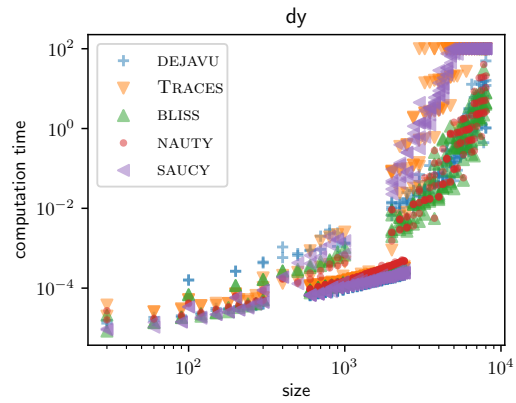 dy
computation time
10^2
10^0
10^-2
10^-4
DEJAVU
TRACES
BLISS
NAUTY
SAUCY
10^2 10^3 10^4
size